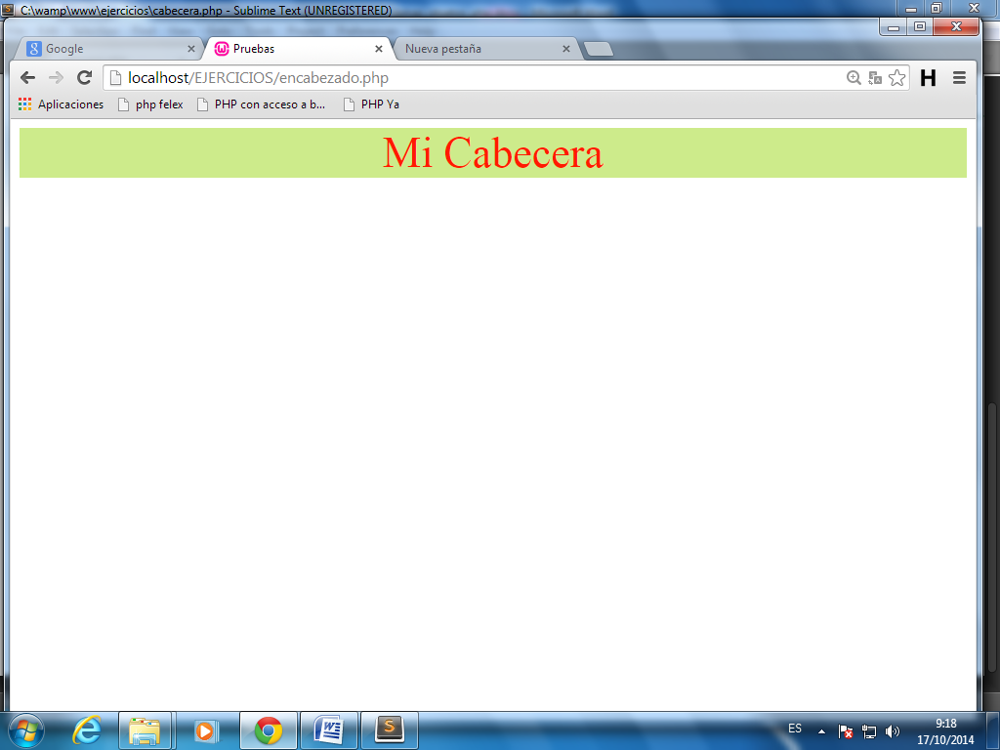 C:\wamp\www\ejercicios\cabecera.php - Sublime Text (UNREGISTERED)
Google
Pruebas
Nueva pestaña
localhost/EJERCICIOS/encabezado.php
H
Aplicaciones
php felex
PHP con acceso a b...
PHP Ya
Mi Cabecera
ES
9:18
17/10/2014